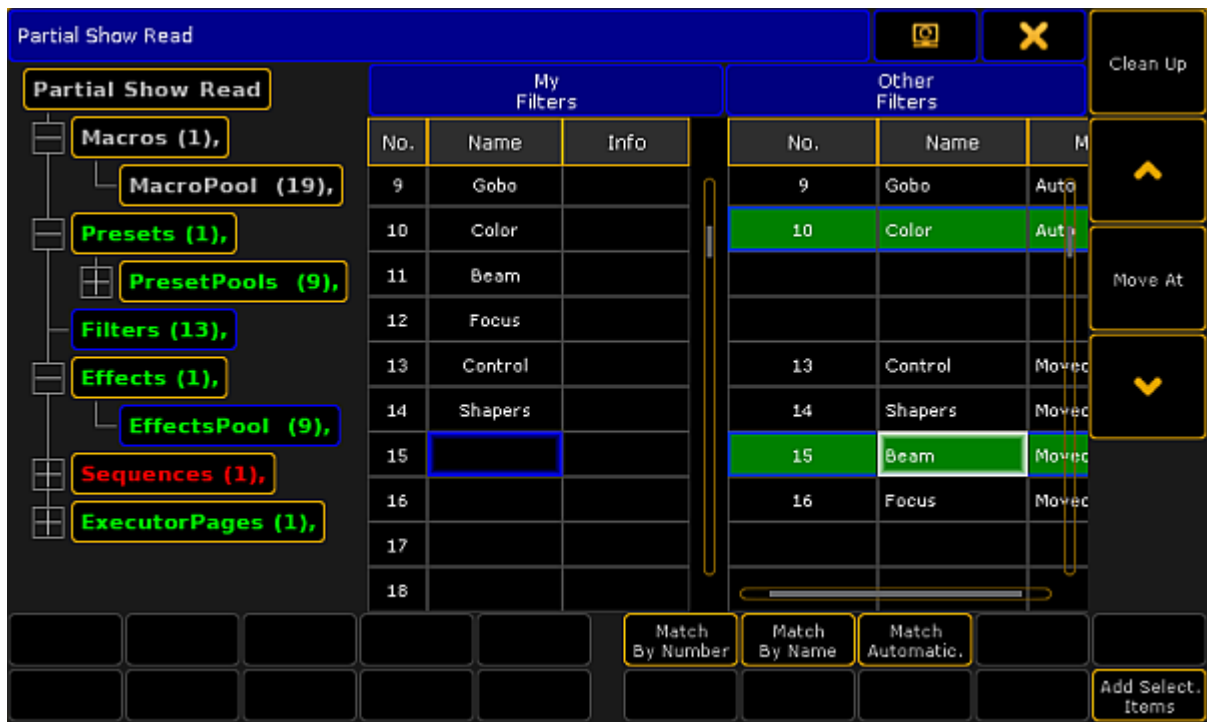 Partial Show Read
Clean Up
Partial Show Read
My
Filters
Other
Filters
Macros (1),
No. Name Info No. Name M
MacroPool (19),
9 Gobo 9 Gobo Auto
Presets (1),
10 Color 10 Color Auto
PresetPools (9),
11 Beam
Move At
Filters (13),
12 Focus
Effects (1),
13 Control 13 Control Moved
EffectsPool (9),
14 Shapers 14 Shapers Moved
Sequences (1),
15 15 Beam Moved
16 16 Focus Moved
ExecutorPages (1),
17
18
Match
By Number
Match
By Name
Match
Automatic.
Add Select.
Items